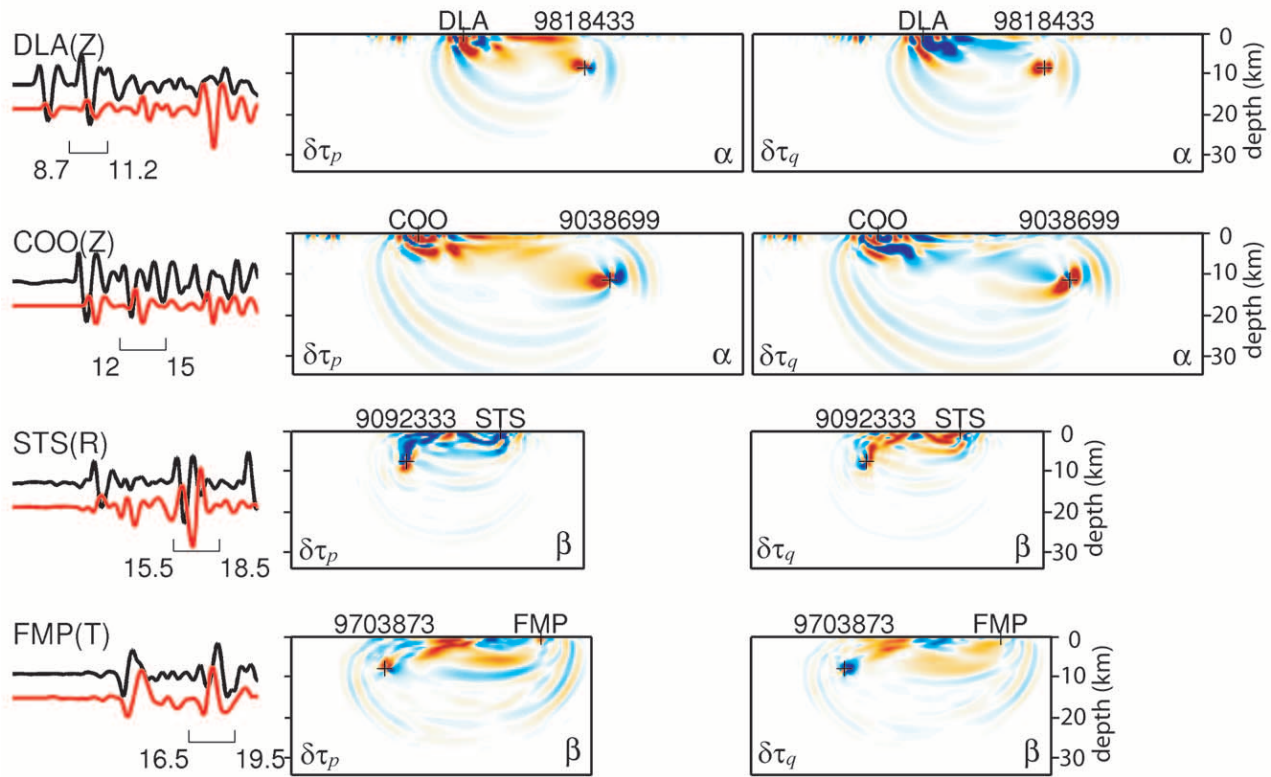 DLA 9818433 DLA 9818433
DLA(Z)
0
10
20
30
depth (km)
8.7 11.2
δτp α δτq α
COO 9038699 COO 9038699
COO(Z)
0
10
20
30
depth (km)
12 15
δτp α δτq α
9092333 STS 9092333 STS
STS(R)
0
10
20
30
depth (km)
15.5 18.5
δτp β δτq β
9703873 FMP 9703873 FMP
FMP(T)
0
10
20
30
depth (km)
16.5 19.5
δτp β δτq β